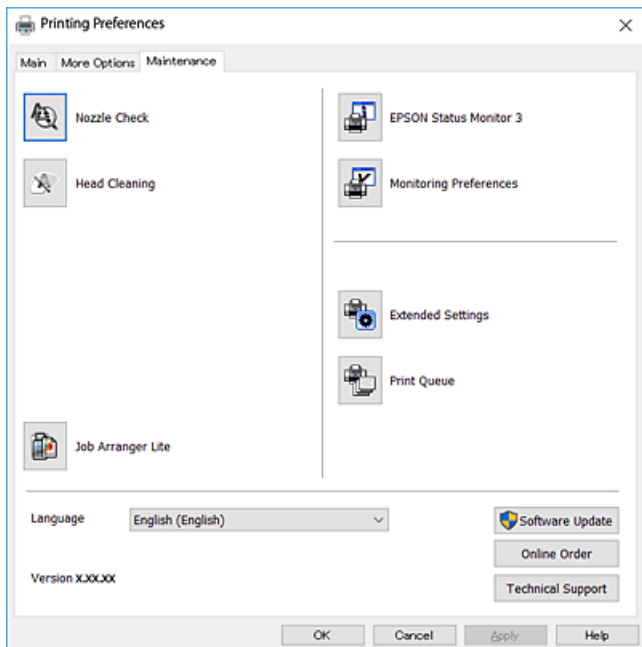 Printing Preferences
Main
More Options
Maintenance
Nozzle Check
Head Cleaning
Job Arranger Lite
EPSON Status Monitor 3
Monitoring Preferences
Extended Settings
Print Queue
Language
English (English)
Version X.XX.XX
Software Update
Online Order
Technical Support
OK
Cancel
Apply
Help